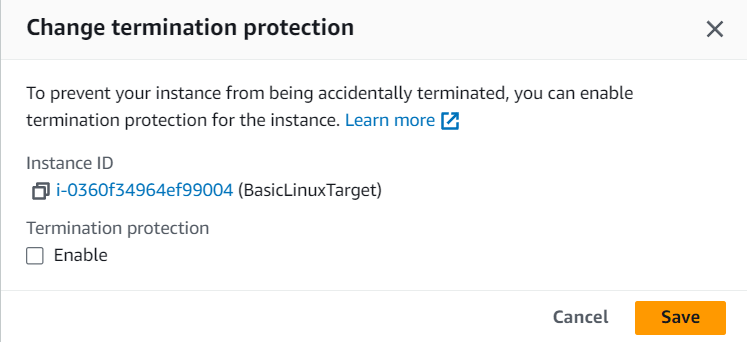 Change termination protection
To prevent your instance from being accidentally terminated, you can enable
termination protection for the instance. Learn more
Instance ID
i-0360f34964ef99004 (BasicLinuxTarget)
Termination protection
Enable
Cancel
Save